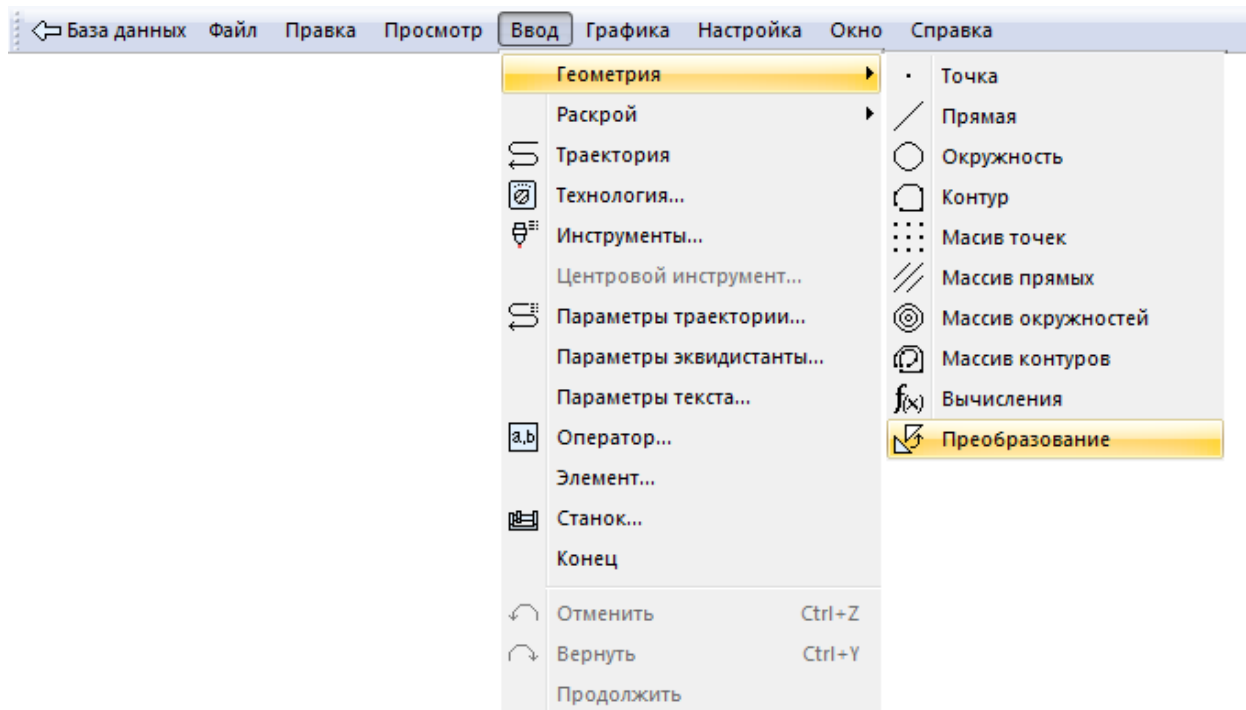 База данных Файл Правка Просмотр Ввод Графика Настройка Окно Справка
Геометрия
Раскрой
Траектория
Технология...
Инструменты...
Центровой инструмент...
Параметры траектории...
Параметры эквидистанты...
Параметры текста...
a,b Оператор...
Элемент...
Станок...
Конец
Отменить Ctrl+Z
Вернуть Ctrl+Y
Продолжить
Точка
Прямая
Окружность
Контур
Масив точек
Массив прямых
Массив окружностей
Массив контуров
f(x) Вычисления
Преобразование